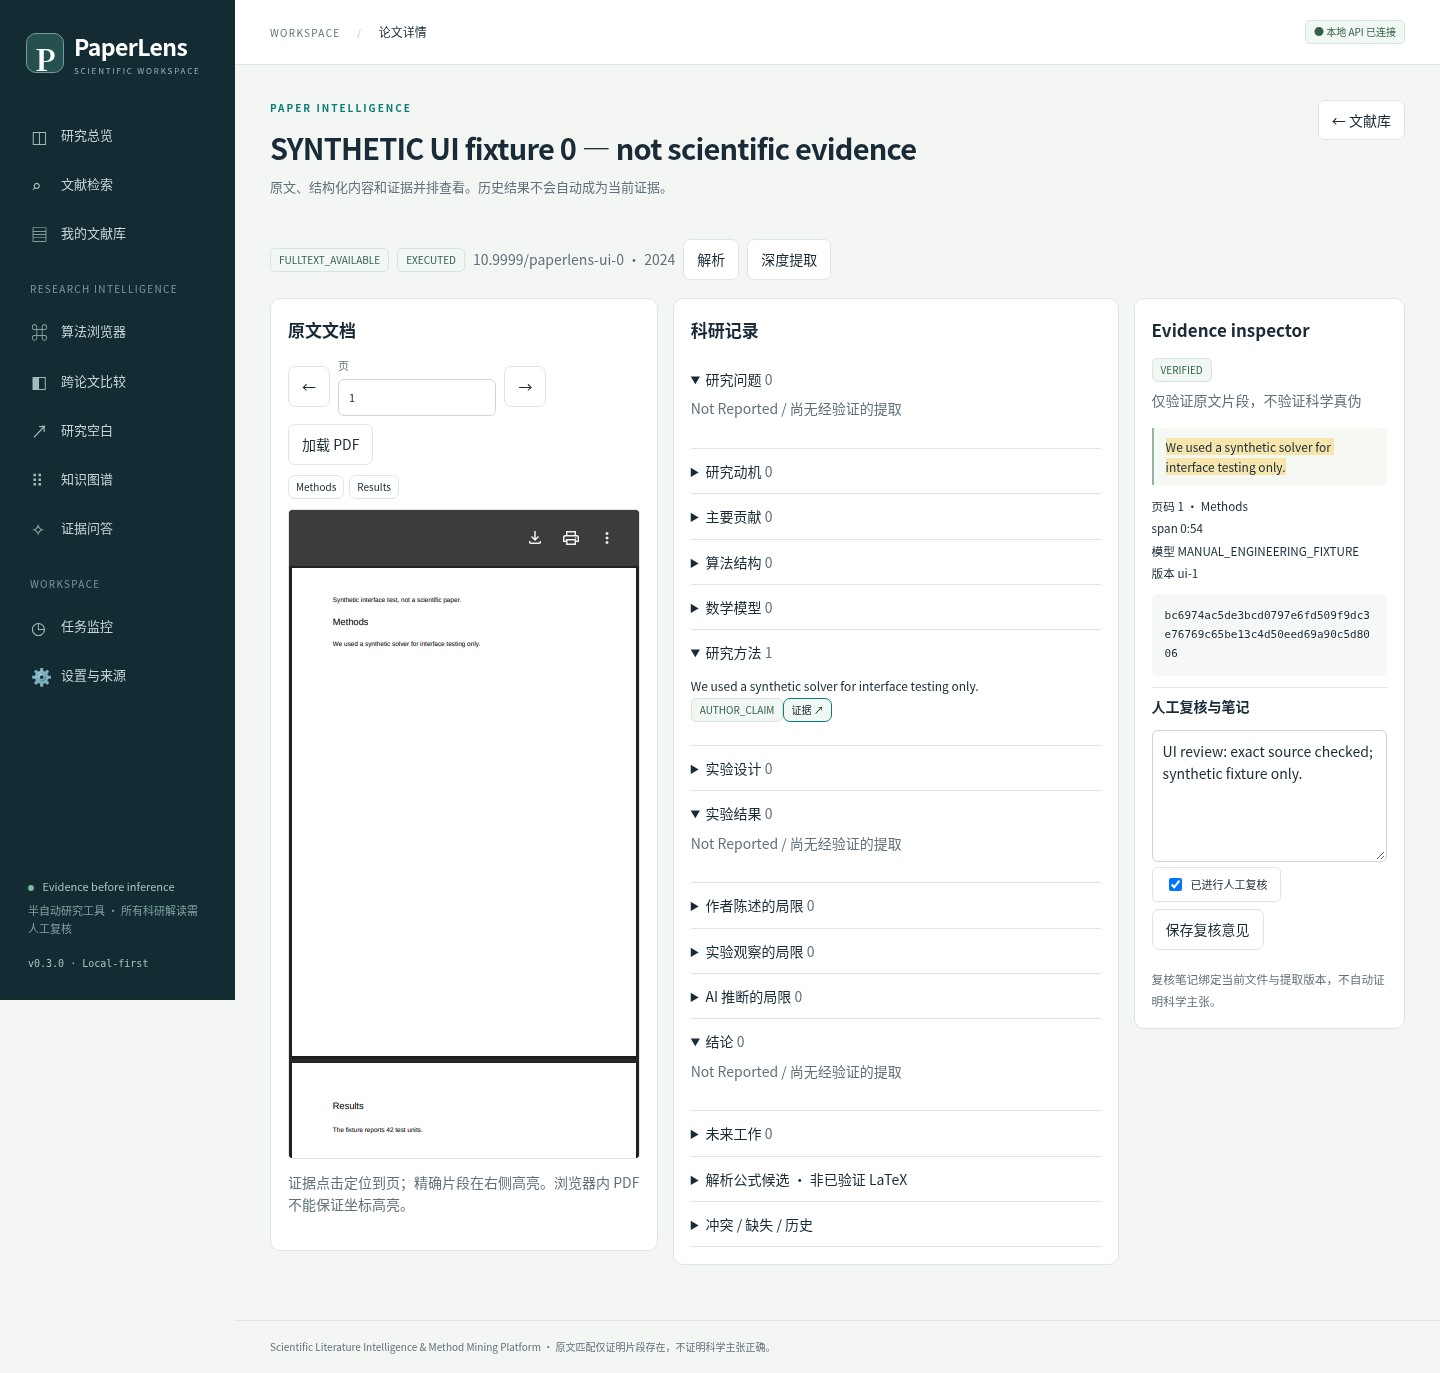 P
PaperLens
SCIENTIFIC WORKSPACE
研究总览
文献检索
我的文献库
RESEARCH INTELLIGENCE
算法浏览器
跨论文比较
研究空白
知识图谱
证据问答
WORKSPACE
任务监控
设置与来源
Evidence before inference
半自动研究工具 · 所有科研解读需
人工复核
v0.3.0 · Local-first
WORKSPACE / 论文详情
本地 API 已连接
PAPER INTELLIGENCE
SYNTHETIC UI fixture 0 — not scientific evidence
原文、结构化内容和证据并排查看。历史结果不会自动成为当前证据。
← 文献库
FULLTEXT_AVAILABLE EXECUTED 10.9999/paperlens-ui-0 · 2024 解析 深度提取
原文文档
页
← 1 →
加载 PDF
Methods Results
Synthetic interface test, not a scientific paper.
Methods
We used a synthetic solver for interface testing only.
Results
The fixture reports 42 test units.
证据点击定位到页；精确片段在右侧高亮。浏览器内 PDF
不能保证坐标高亮。
科研记录
▼ 研究问题 0
Not Reported / 尚无经验证的提取
▶ 研究动机 0
▶ 主要贡献 0
▶ 算法结构 0
▶ 数学模型 0
▼ 研究方法 1
We used a synthetic solver for interface testing only.
AUTHOR_CLAIM 证据 ↗
▶ 实验设计 0
▼ 实验结果 0
Not Reported / 尚无经验证的提取
▶ 作者陈述的局限 0
▶ 实验观察的局限 0
▶ AI 推断的局限 0
▼ 结论 0
Not Reported / 尚无经验证的提取
▶ 未来工作 0
▶ 解析公式候选 · 非已验证 LaTeX
▶ 冲突 / 缺失 / 历史
Evidence inspector
VERIFIED
仅验证原文片段，不验证科学真伪
We used a synthetic solver for
interface testing only.
页码 1 · Methods
span 0:54
模型 MANUAL_ENGINEERING_FIXTURE
版本 ui-1
bc6974ac5de3bcd0797e6fd509f9dc3
e76769c65be13c4d50eed69a90c5d80
06
人工复核与笔记
UI review: exact source checked;
synthetic fixture only.
已进行人工复核
保存复核意见
复核笔记绑定当前文件与提取版本，不自动证
明科学主张。
Scientific Literature Intelligence & Method Mining Platform · 原文匹配仅证明片段存在，不证明科学主张正确。